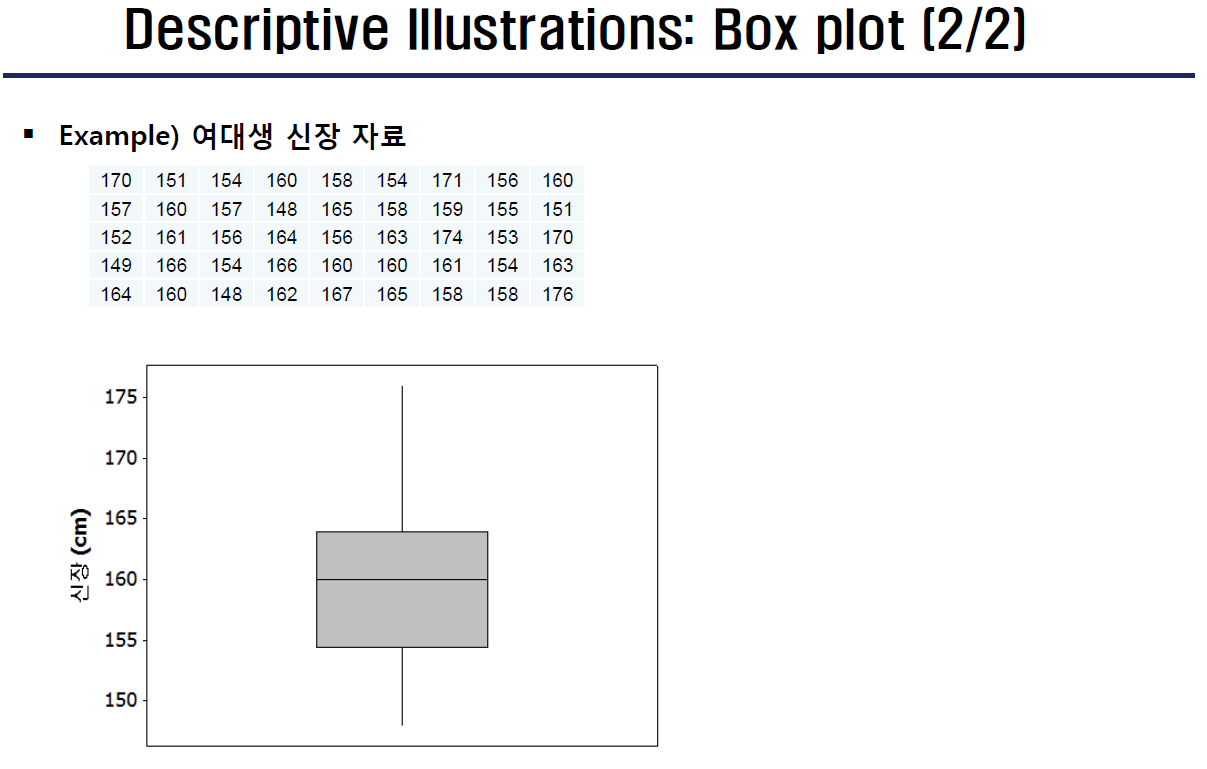 Descriptive Illustrations: Box plot (2/2)
▪ Example) 여대생 신장 자료
170 151 154 160 158 154 171 156 160
157 160 157 148 165 158 159 155 151
152 161 156 164 156 163 174 153 170
149 166 154 166 160 160 161 154 163
164 160 148 162 167 165 158 158 176
175
170
165
160
155
150
신장 (cm)